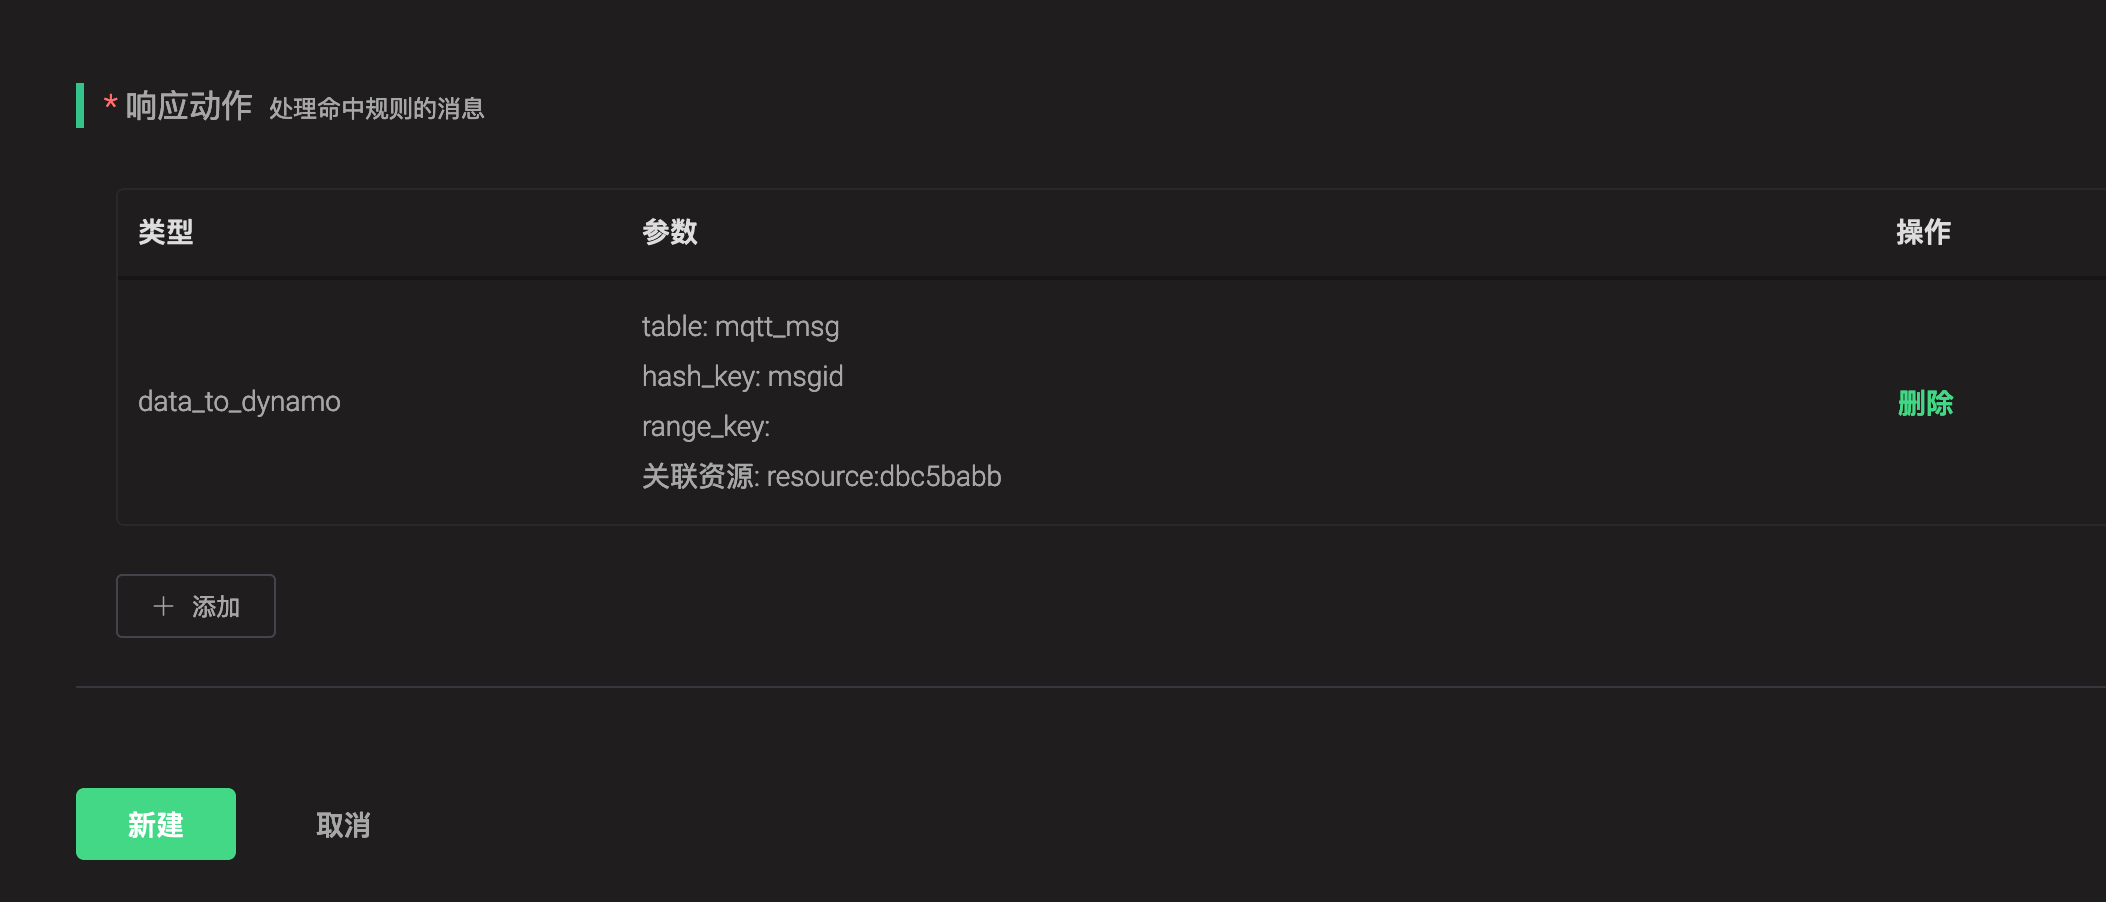 * 响应动作 处理命中规则的消息
类型 参数 操作
table: mqtt_msg
hash_key: msgid
data_to_dynamo
range_key:
关联资源: resource:dbc5babb
删除
+ 添加
新建 取消